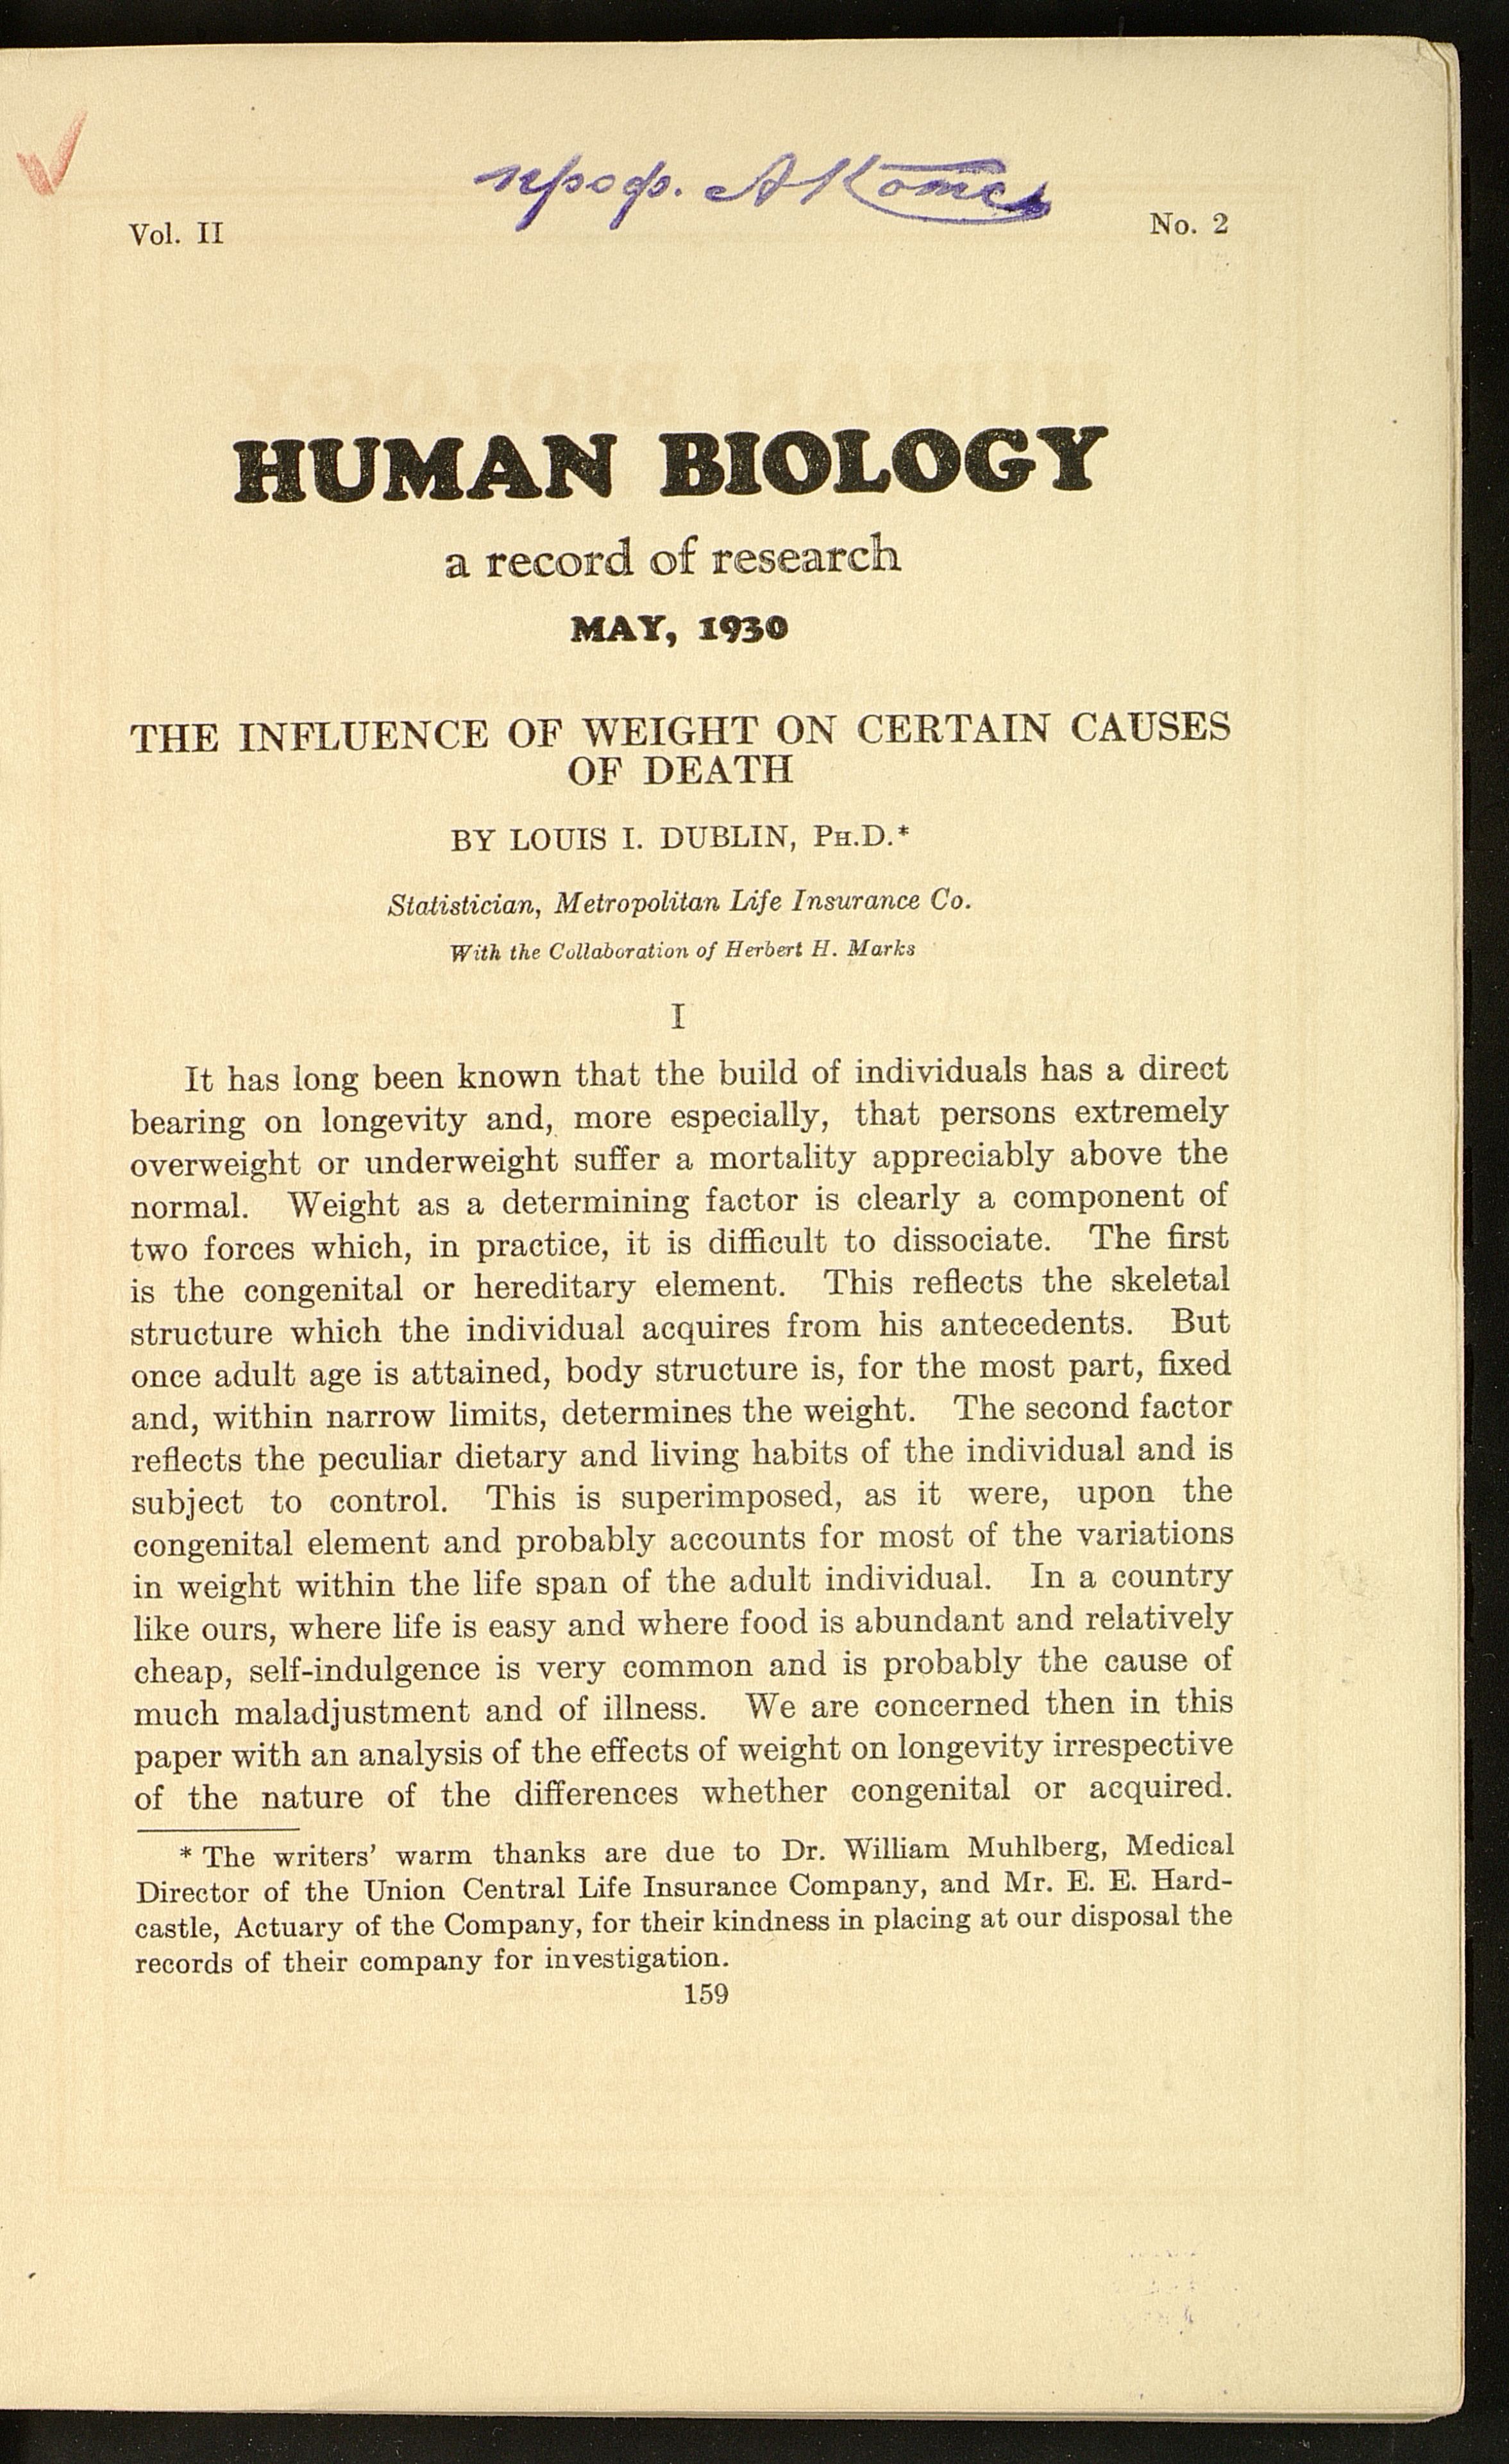 проф. А Котс
Vol. II
No. 2
HUMAN BIOLOGY
a record of research
MAY, 1930
THE INFLUENCE OF WEIGHT ON CERTAIN CAUSES
OF DEATH
BY LOUIS I. DUBLIN, PH.D.*
Statistician, Metropolitan Life Insurance Co.
With the Collaboration of Herbert H. Marks
I
It has long been known that the build of individuals has a direct
bearing on longevity and, more especially, that persons extremely
overweight or underweight suffer a mortality appreciably above the
normal. Weight as a determining factor is clearly a component of
two forces which, in practice, it is difficult to dissociate. The first
is the congenital or hereditary element. This reflects the skeletal
structure which the individual acquires from his antecedents. But
once adult age is attained, body structure is, for the most part, fixed
and, within narrow limits, determines the weight. The second factor
reflects the peculiar dietary and living habits of the individual and is
subject to control. This is superimposed, as it were, upon the
congenital element and probably accounts for most of the variations
in weight within the life span of the adult individual. In a country
like ours, where life is easy and where food is abundant and relatively
cheap, self-indulgence is very common and is probably the cause of
much maladjustment and of illness. We are concerned then in this
paper with an analysis of the effects of weight on longevity irrespective
of the nature of the differences whether congenital or acquired.
* The writers' warm thanks are due to Dr. William Muhlberg, Medical
Director of the Union Central Life Insurance Company, and Mr. E. E. Hard-
castle, Actuary of the Company, for their kindness in placing at our disposal the
records of their company for investigation.
159